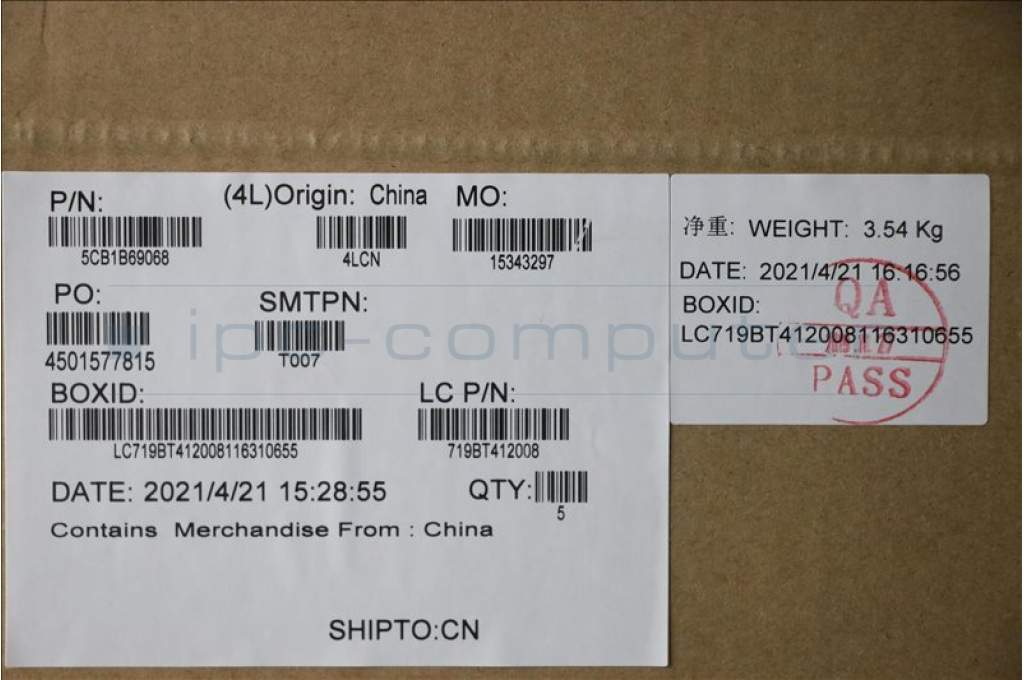 P/N: (4L)Origin: China MO:
5CB1B69068 4LCN 15343297
PO: SMTPN:
4501577815 T007
BOXID: LC P/N:
LC719BT412008116310655 719BT412008
DATE: 2021/4/21 15:28:55 QTY:
5
Contains Merchandise From : China
SHIPTO:CN
净重: WEIGHT: 3.54 Kg
DATE: 2021/4/21 16:16:56
BOXID:
LC719BT412008116310655
QA
PASS